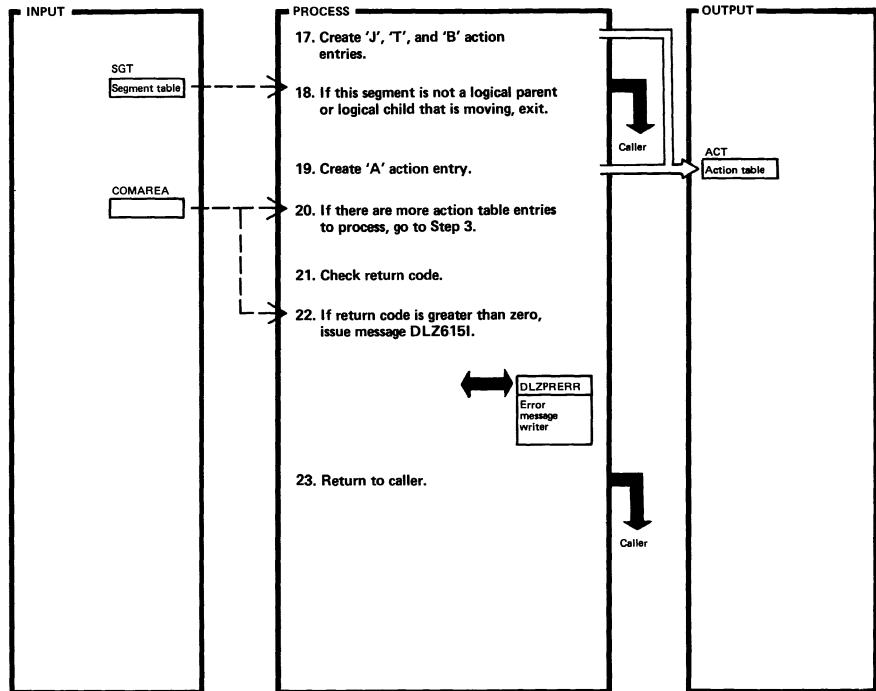 INPUT
PROCESS
OUTPUT
17. Create 'J', 'T', and 'B' action
entries.
SGT
Segment table
18. If this segment is not a logical parent
or logical child that is moving, exit.
Caller
19. Create 'A' action entry.
ACT
Action table
COMAREA
20. If there are more action table entries
to process, go to Step 3.
21. Check return code.
22. If return code is greater than zero,
issue message DLZ615I.
DLZPRERR
Error
message
writer
23. Return to caller.
Caller